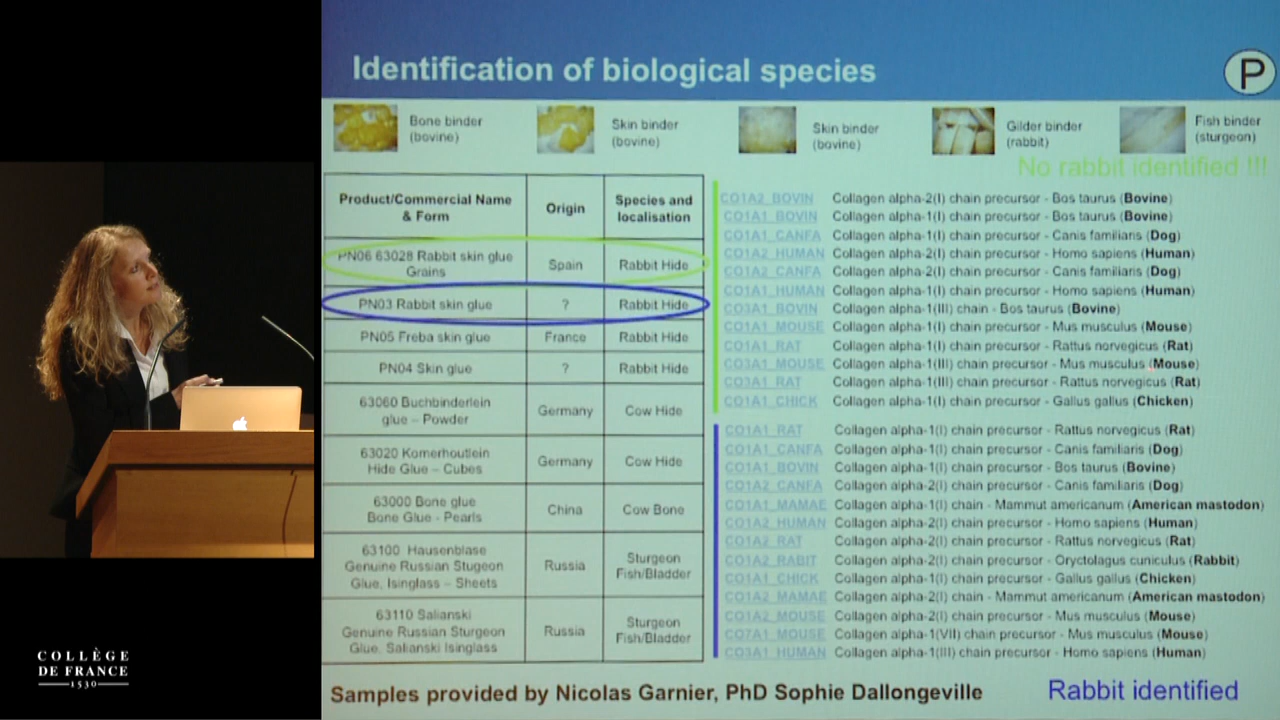 Identification of biological species
P
Bone binder
(bovine)
Skin binder
(bovine)
Skin binder
(bovine)
Gilder binder
(rabbit)
Fish binder
(sturgeon)
No rabbit identified !!!
Product/Commercial Name
& Form
Origin
Species and
localisation
PN06 63028 Rabbit skin glue
Grains
Spain
Rabbit Hide
PN03 Rabbit skin glue
?
Rabbit Hide
PN05 Freba skin glue
France
Rabbit Hide
PN04 Skin glue
?
Rabbit Hide
63060 Buchbinderlein
glue – Powder
Germany
Cow Hide
63020 Komerhoutlein
Hide Glue – Cubes
Germany
Cow Hide
63000 Bone glue
Bone Glue - Pearls
China
Cow Bone
63100 Hausenblase
Genuine Russian Stugeon
Glue, Isinglass – Sheets
Russia
Sturgeon
Fish/Bladder
63110 Salianski
Genuine Russian Sturgeon
Glue, Salianski Isinglass
Russia
Sturgeon
Fish/Bladder
CO1A2_BOVIN Collagen alpha-2(I) chain precursor - Bos taurus (Bovine)
CO1A1_BOVIN Collagen alpha-1(I) chain precursor - Bos taurus (Bovine)
CO1A1_CANFA Collagen alpha-1(I) chain precursor - Canis familiaris (Dog)
CO1A2_HUMAN Collagen alpha-2(I) chain precursor - Homo sapiens (Human)
CO1A2_CANFA Collagen alpha-2(I) chain precursor - Canis familiaris (Dog)
CO1A1_HUMAN Collagen alpha-1(I) chain precursor - Homo sapiens (Human)
CO3A1_BOVIN Collagen alpha-1(III) chain - Bos taurus (Bovine)
CO1A1_MOUSE Collagen alpha-1(I) chain precursor - Mus musculus (Mouse)
CO1A1_RAT Collagen alpha-1(I) chain precursor - Rattus norvegicus (Rat)
CO3A1_MOUSE Collagen alpha-1(III) chain precursor - Mus musculus (Mouse)
CO3A1_RAT Collagen alpha-1(III) chain precursor - Rattus norvegicus (Rat)
CO1A1_CHICK Collagen alpha-1(I) chain precursor - Gallus gallus (Chicken)
CO1A1_RAT Collagen alpha-1(I) chain precursor - Rattus norvegicus (Rat)
CO1A1_CANFA Collagen alpha-1(I) chain precursor - Canis familiaris (Dog)
CO1A1_BOVIN Collagen alpha-1(I) chain precursor - Bos taurus (Bovine)
CO1A2_CANFA Collagen alpha-2(I) chain precursor - Canis familiaris (Dog)
CO1A1_MAMAE Collagen alpha-1(I) chain - Mammut americanum (American mastodon)
CO1A2_HUMAN Collagen alpha-2(I) chain precursor - Homo sapiens (Human)
CO1A2_RAT Collagen alpha-2(I) chain precursor - Rattus norvegicus (Rat)
CO1A2_RABIT Collagen alpha-2(I) chain precursor - Oryctolagus cuniculus (Rabbit)
CO1A1_CHICK Collagen alpha-1(I) chain precursor - Gallus gallus (Chicken)
CO1A2_MAMAE Collagen alpha-2(I) chain - Mammut americanum (American mastodon)
CO1A2_MOUSE Collagen alpha-2(I) chain precursor - Mus musculus (Mouse)
CO7A1_MOUSE Collagen alpha-1(VII) chain precursor - Mus musculus (Mouse)
CO3A1_HUMAN Collagen alpha-1(III) chain precursor - Homo sapiens (Human)
Samples provided by Nicolas Garnier, PhD Sophie Dallongeville
Rabbit identified
COLLÈGE
DE FRANCE
1530